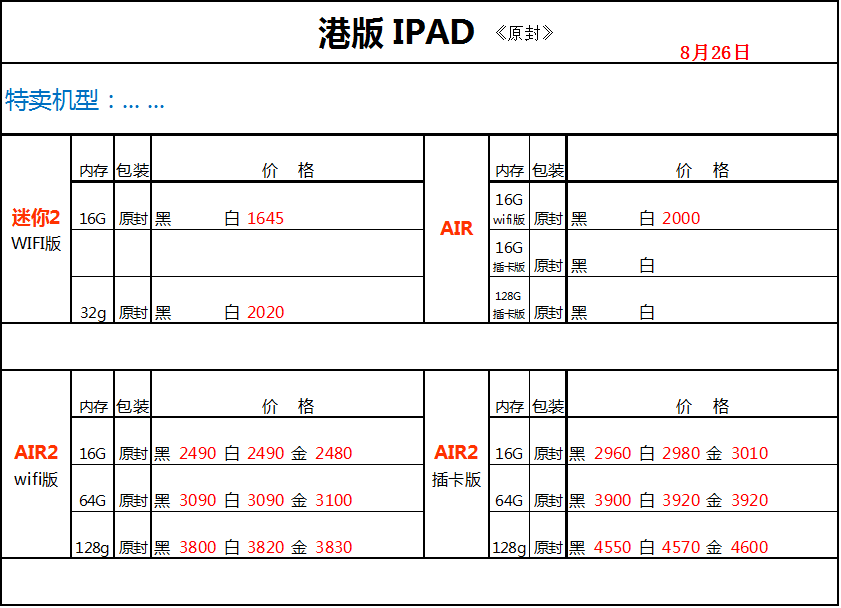 港版 IPAD 《原封》
8月26日
特卖机型：... ...
内存 包装 价 格
迷你2
WIFI版
16G 原封 黑 白 1645
32g 原封 黑 白 2020
内存 包装 价 格
AIR
16G
wifi版 原封 黑 白 2000
16G
插卡版 原封 黑 白
128G
插卡版 原封 黑 白
内存 包装 价 格
AIR2
wifi版
16G 原封 黑 2490 白 2490 金 2480
64G 原封 黑 3090 白 3090 金 3100
128g 原封 黑 3800 白 3820 金 3830
内存 包装 价 格
AIR2
插卡版
16G 原封 黑 2960 白 2980 金 3010
64G 原封 黑 3900 白 3920 金 3920
128g 原封 黑 4550 白 4570 金 4600